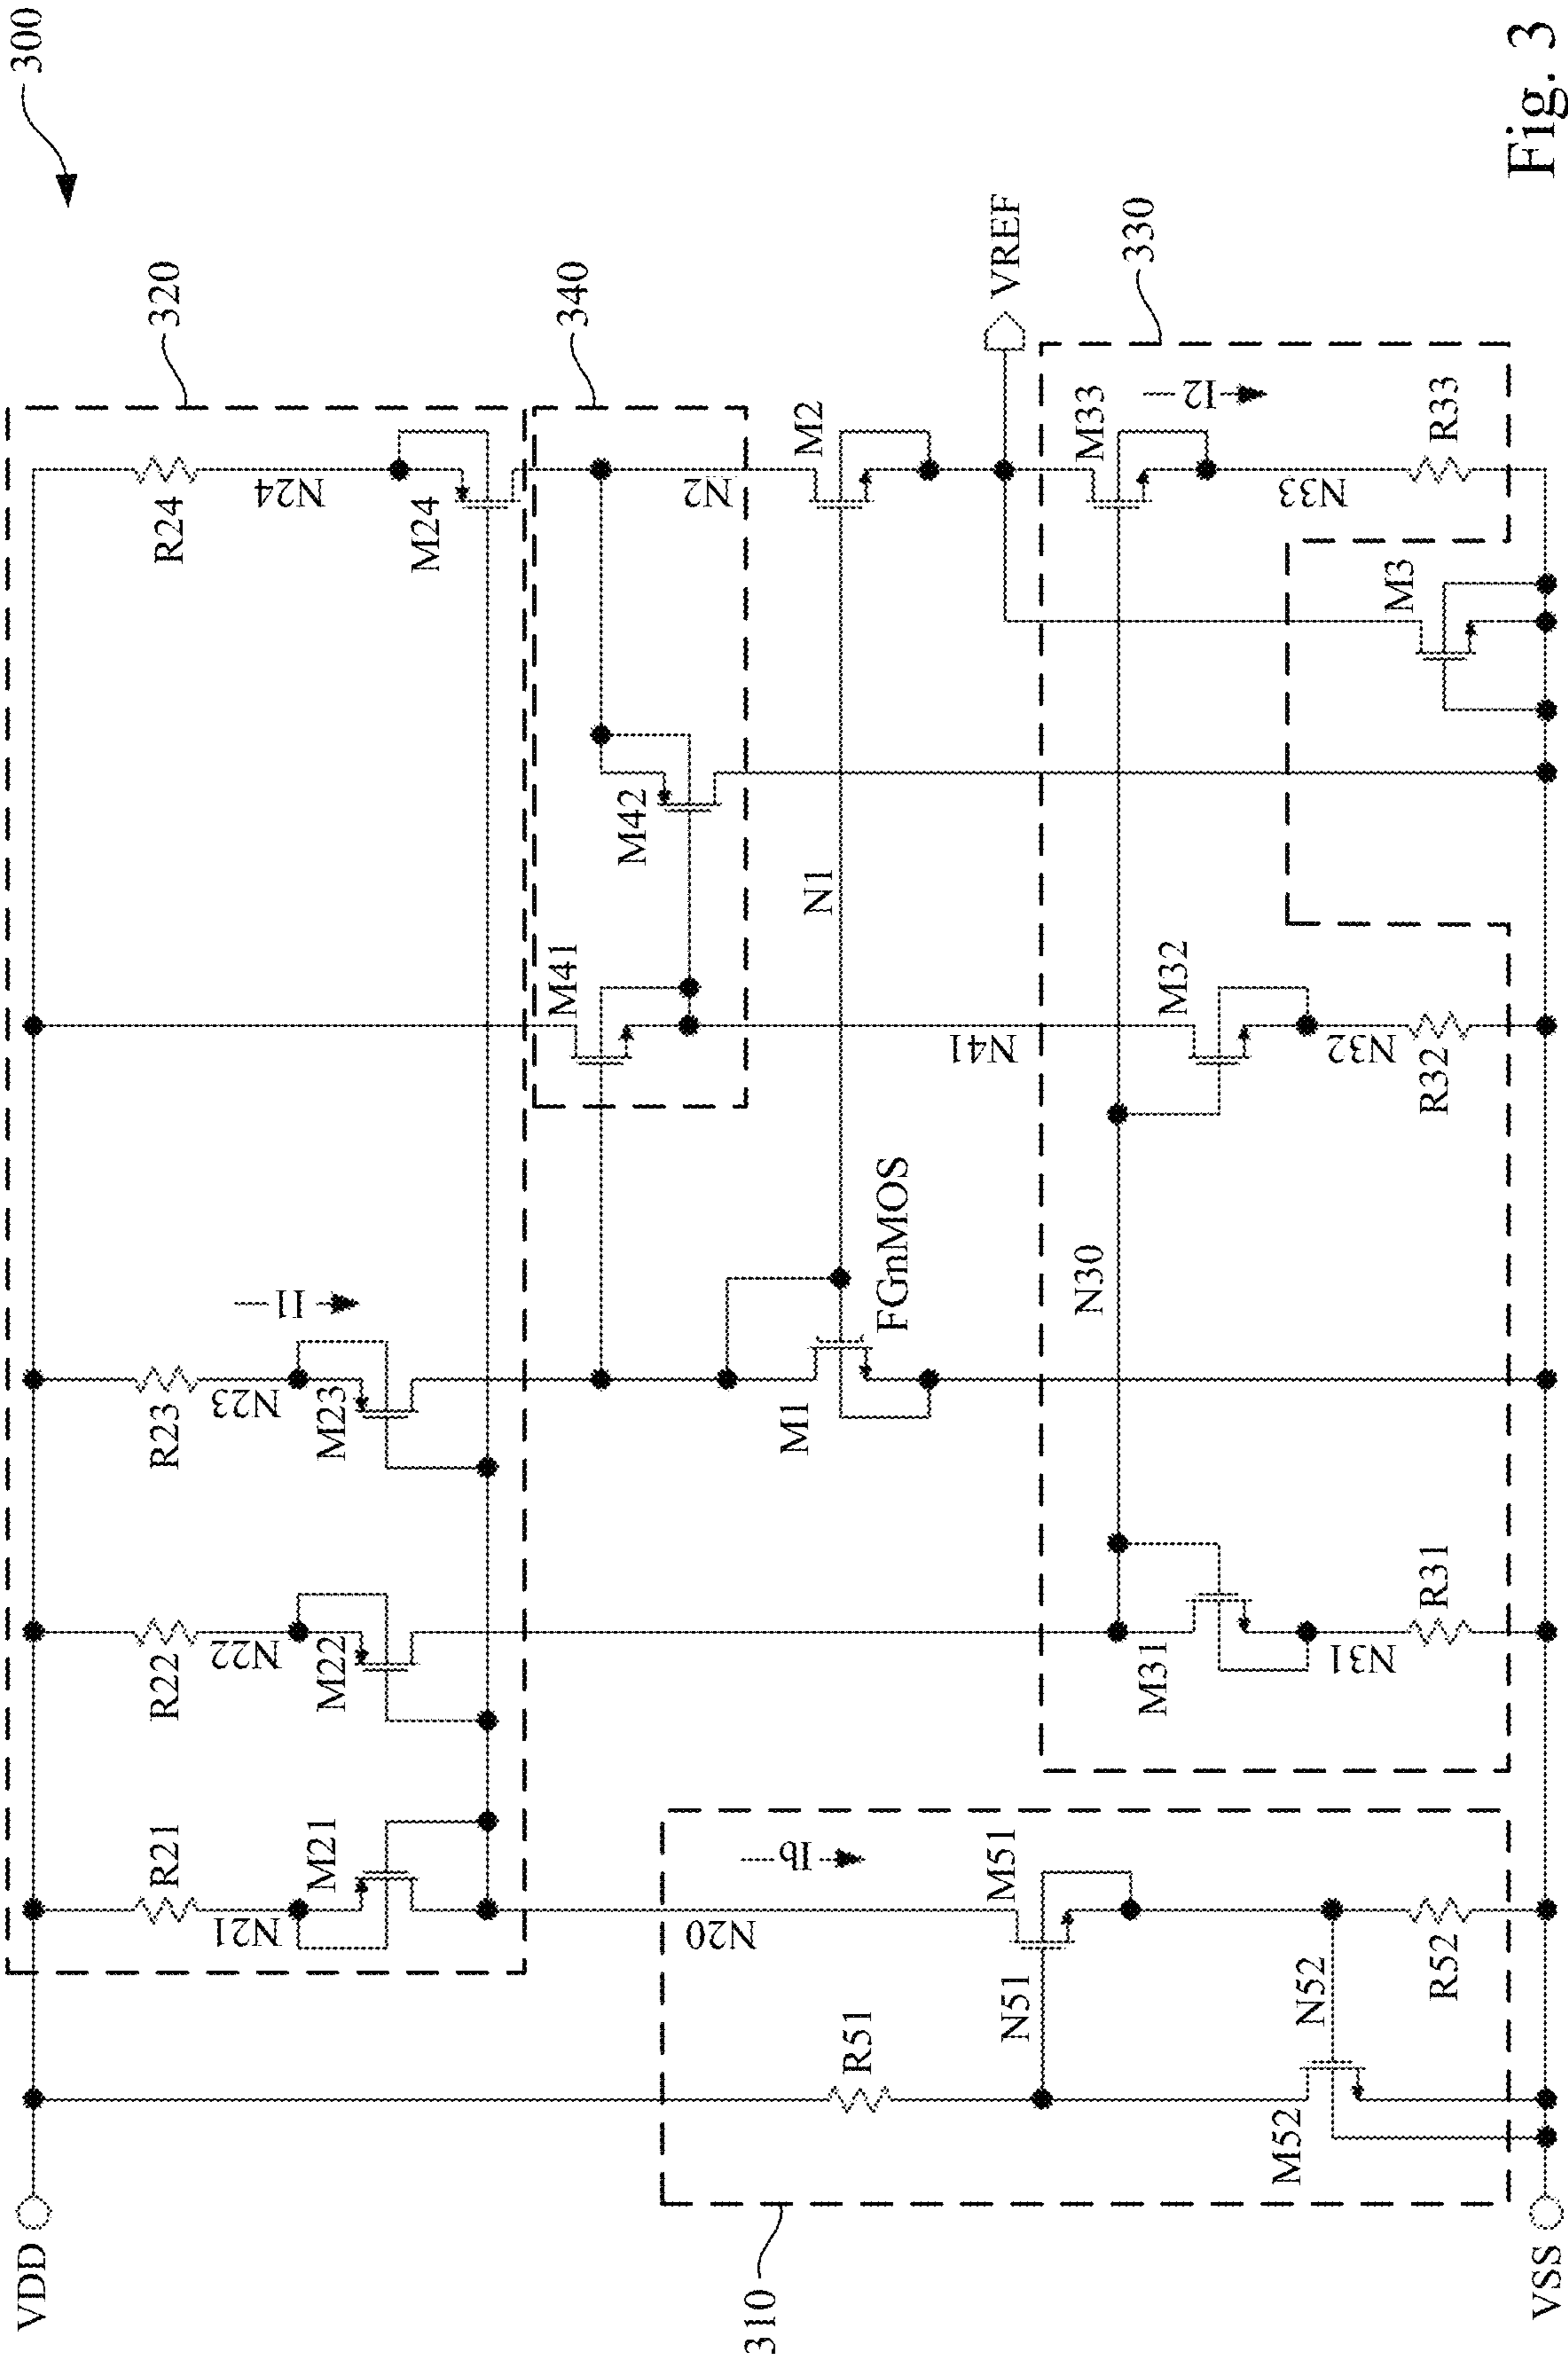 300
320
R24
N24
M24
340
N2
M2
VREF
330
M33
I2
N33
R33
M3
M42
N1
M41
N41
M32
N32
R32
I1
R23
N23
M23
M1
FGnMOS
N30
R22
N22
M22
M31
N31
R31
R21
N21
M21
Ib
N20
M51
R51
N51
N52
R52
M52
310
VDD
VSS
Fig. 3